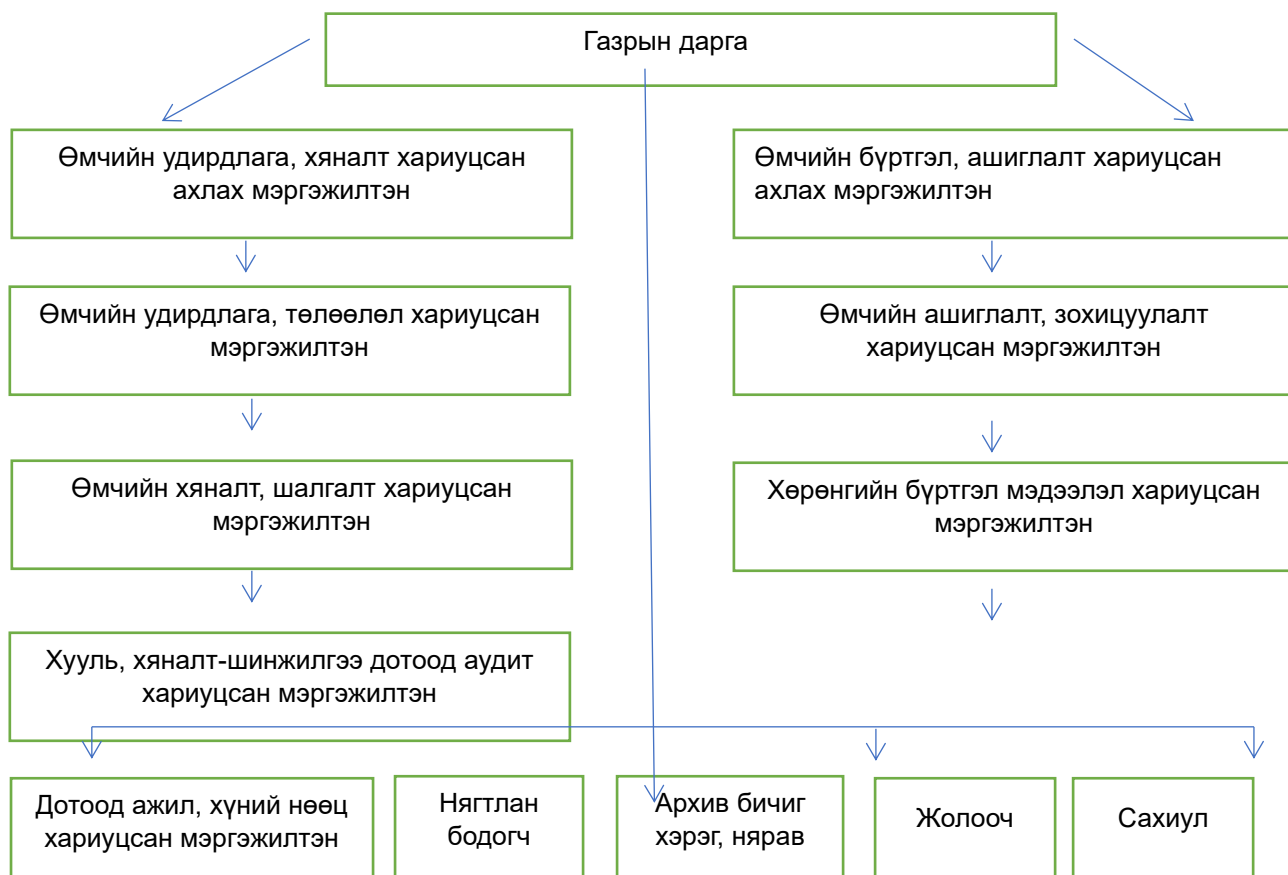 Газрын дарга
Өмчийн удирдлага, хяналт хариуцсан
ахлах мэргэжилтэн
Өмчийн бүртгэл, ашиглалт хариуцсан
ахлах мэргэжилтэн
Өмчийн удирдлага, төлөөлөл хариуцсан
мэргэжилтэн
Өмчийн ашиглалт, зохицуулалт
хариуцсан мэргэжилтэн
Өмчийн хяналт, шалгалт хариуцсан
мэргэжилтэн
Хөрөнгийн бүртгэл мэдээлэл хариуцсан
мэргэжилтэн
Хууль, хяналт-шинжилгээ дотоод аудит
хариуцсан мэргэжилтэн
Дотоод ажил, хүний нөөц
хариуцсан мэргэжилтэн
Нягтлан
бодогч
Архив бичиг
хэрэг, нярав
Жолооч
Сахиул